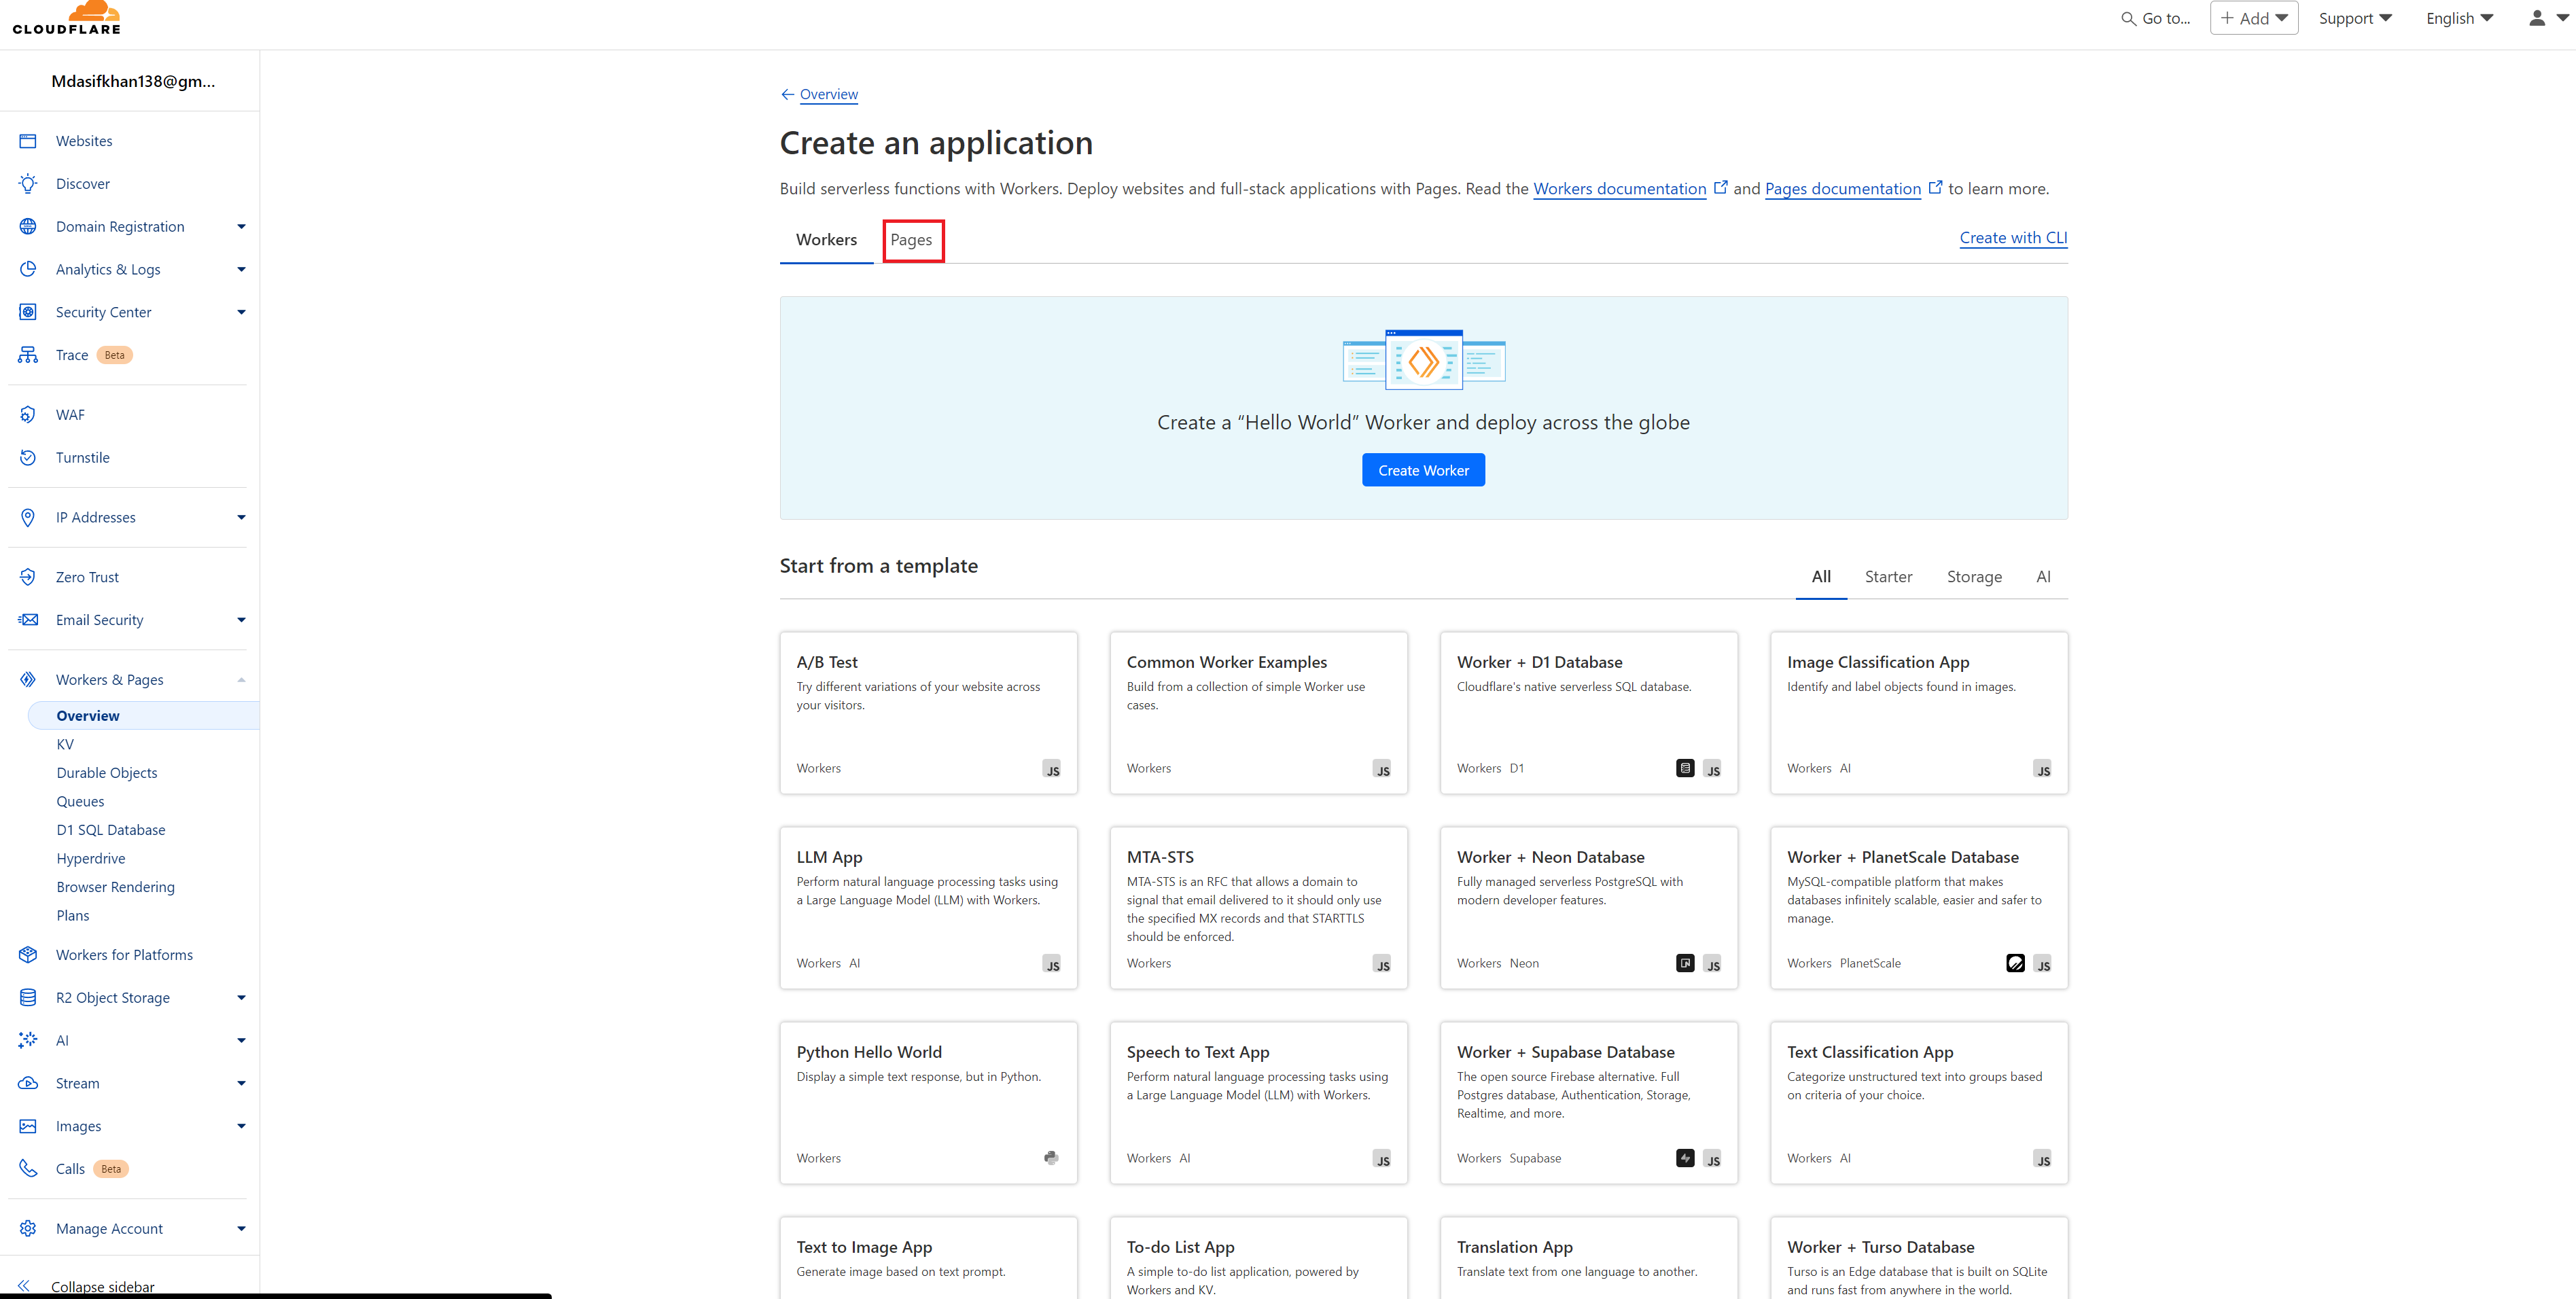 CLOUDFLARE
Go to...
Add
Support
English
Mdasifkhan138@gm...
Websites
Discover
Domain Registration
Analytics & Logs
Security Center
Trace Beta
WAF
Turnstile
IP Addresses
Zero Trust
Email Security
Workers & Pages
Overview
KV
Durable Objects
Queues
D1 SQL Database
Hyperdrive
Browser Rendering
Plans
Workers for Platforms
R2 Object Storage
AI
Stream
Images
Calls Beta
Manage Account
Collapse sidebar
Overview
Create an application
Build serverless functions with Workers. Deploy websites and full-stack applications with Pages. Read the Workers documentation and Pages documentation to learn more.
Workers Pages
Create with CLI
Create a “Hello World” Worker and deploy across the globe
Create Worker
Start from a template
All Starter Storage AI
A/B Test
Try different variations of your website across
your visitors.
Workers
JS
Common Worker Examples
Build from a collection of simple Worker use
cases.
Workers
JS
Worker + D1 Database
Cloudflare's native serverless SQL database.
Workers D1
JS
Image Classification App
Identify and label objects found in images.
Workers AI
JS
LLM App
Perform natural language processing tasks using
a Large Language Model (LLM) with Workers.
Workers AI
JS
MTA-STS
MTA-STS is an RFC that allows a domain to
signal that email delivered to it should only use
the specified MX records and that STARTTLS
should be enforced.
Workers
JS
Worker + Neon Database
Fully managed serverless PostgreSQL with
modern developer features.
Workers Neon
JS
Worker + PlanetScale Database
MySQL-compatible platform that makes
databases infinitely scalable, easier and safer to
manage.
Workers PlanetScale
JS
Python Hello World
Display a simple text response, but in Python.
Workers
Speech to Text App
Perform natural language processing tasks using
a Large Language Model (LLM) with Workers.
Workers AI
JS
Worker + Supabase Database
The open source Firebase alternative. Full
Postgres database, Authentication, Storage,
Realtime, and more.
Workers Supabase
JS
Text Classification App
Categorize unstructured text into groups based
on criteria of your choice.
Workers AI
JS
Text to Image App
Generate image based on text prompt.
To-do List App
A simple to-do list application, powered by
Workers and KV.
Translation App
Translate text from one language to another.
Worker + Turso Database
Turso is an Edge database that is built on SQLite
and runs fast from anywhere in the world.